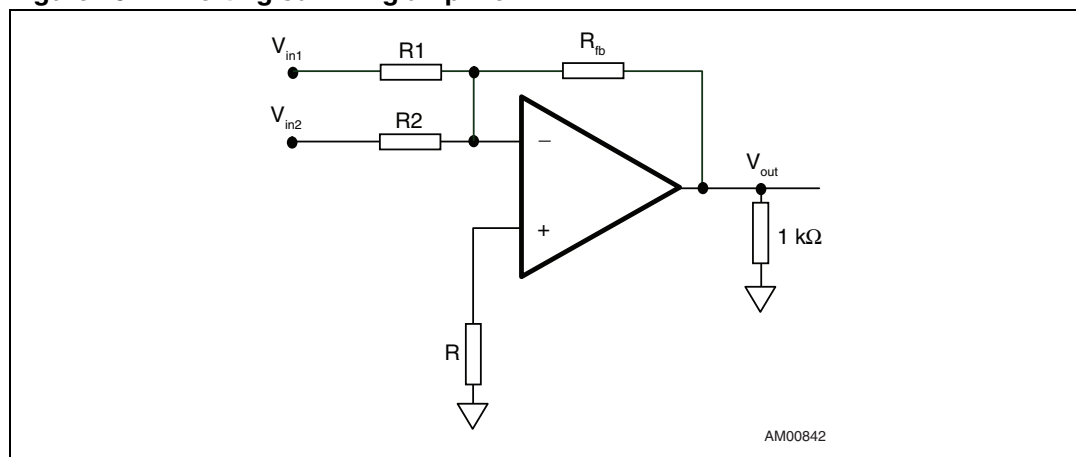 V_in1
R1
R_fb
V_in2
R2
−
V_out
+
1 kΩ
R
AM00842